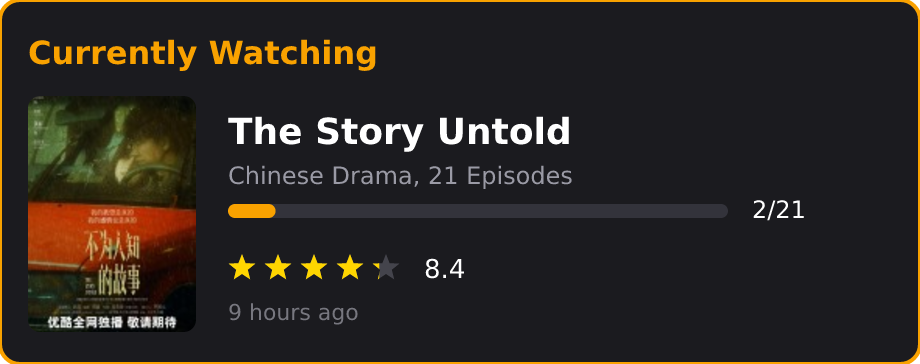 Currently Watching
The Story Untold
Chinese Drama, 21 Episodes
2/21
8.4
9 hours ago
不为人知
的故事
优酷全网独播 敬请期待